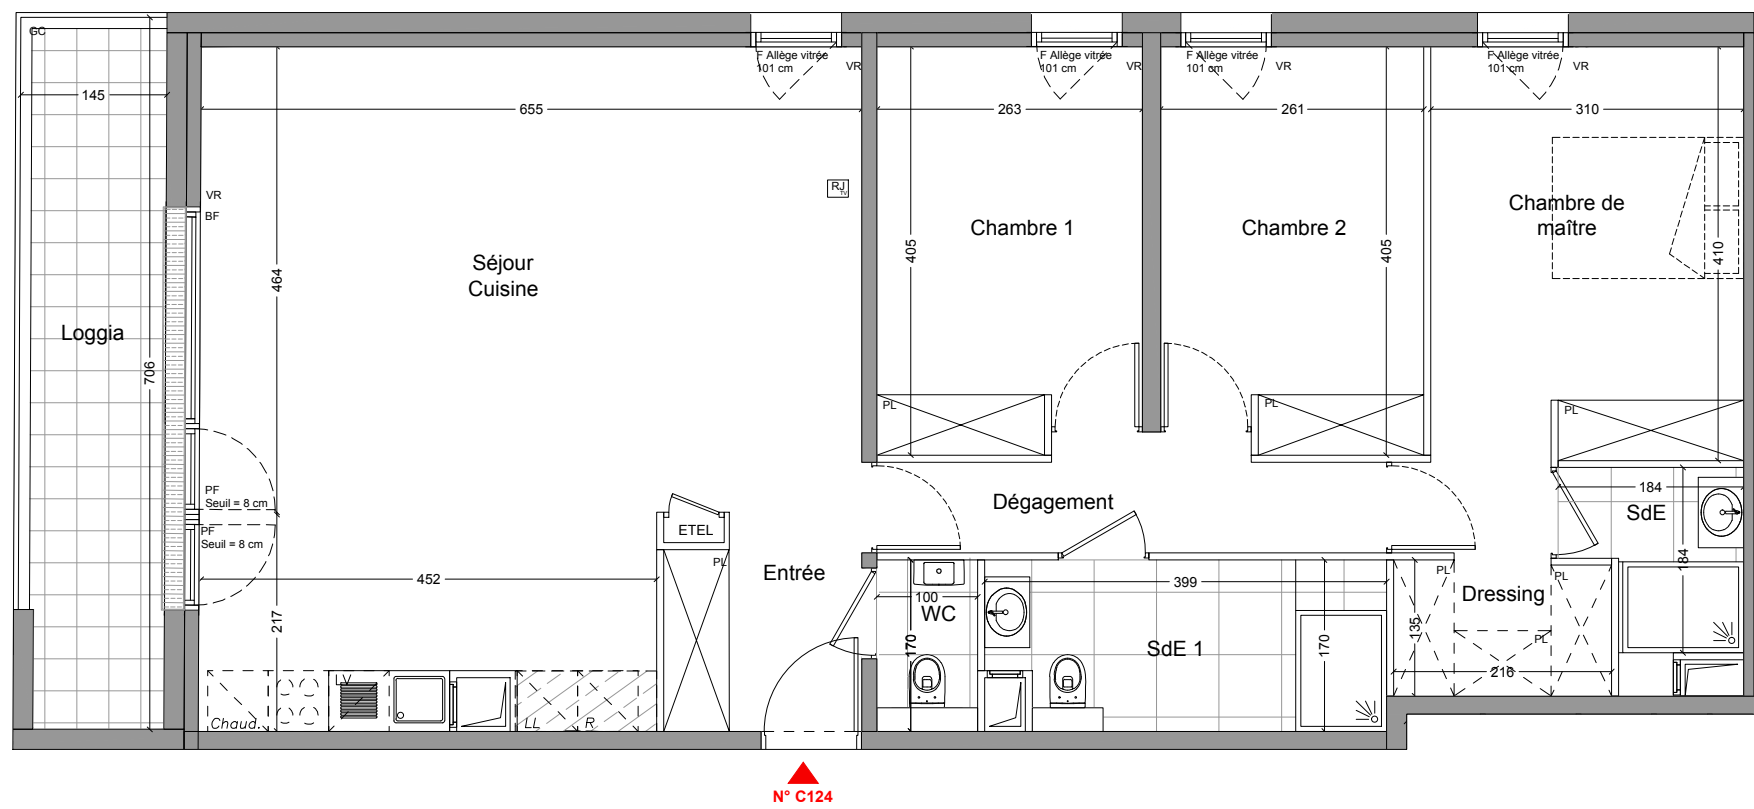 GC
145
706
Loggia
VR
BF
655
464
Séjour
Cuisine
RJ
TV
F Allège vitrée
101 cm
VR
F Allège vitrée
101 cm
VR
F Allège vitrée
101 cm
VR
F Allège vitrée
101 cm
VR
263
261
310
405
Chambre 1
405
Chambre 2
Chambre de
maître
410
PL
PL
PL
PF
Seuil = 8 cm
PF
Seuil = 8 cm
452
217
ETEL
PL
Entrée
Dégagement
100
WC
170
399
SdE 1
170
184
SdE
184
PL
PL
PL
Dressing
135
216
LV
Chaud.
LL
R
N° C124